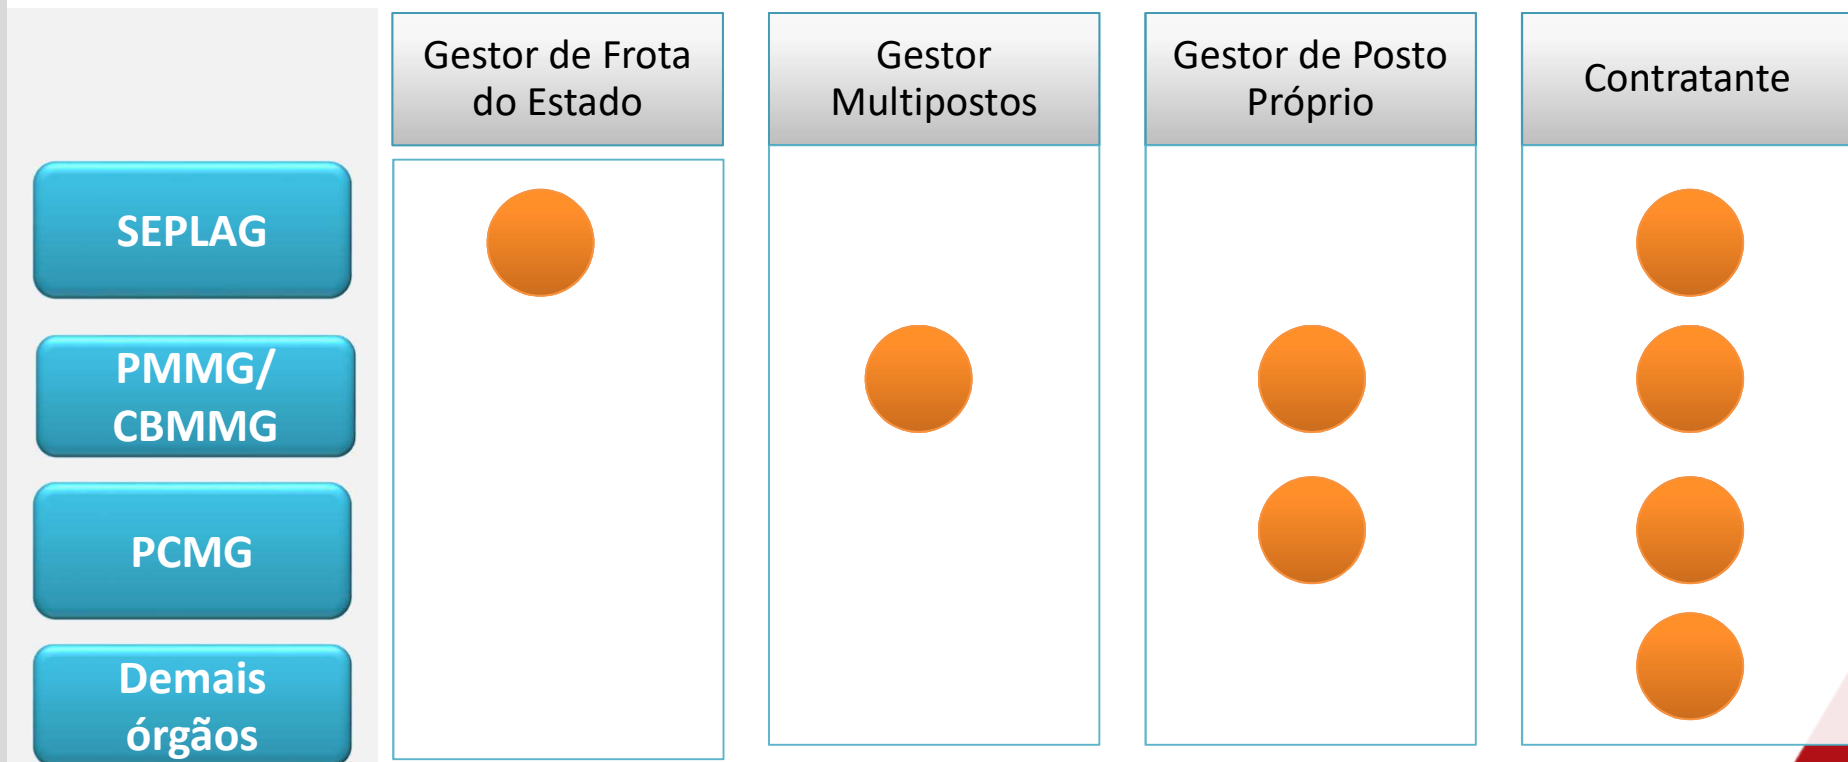 Gestor de Frota
do Estado
Gestor
Multipostos
Gestor de Posto
Próprio
Contratante
SEPLAG
PMMG/
CBMMG
PCMG
Demais
órgãos